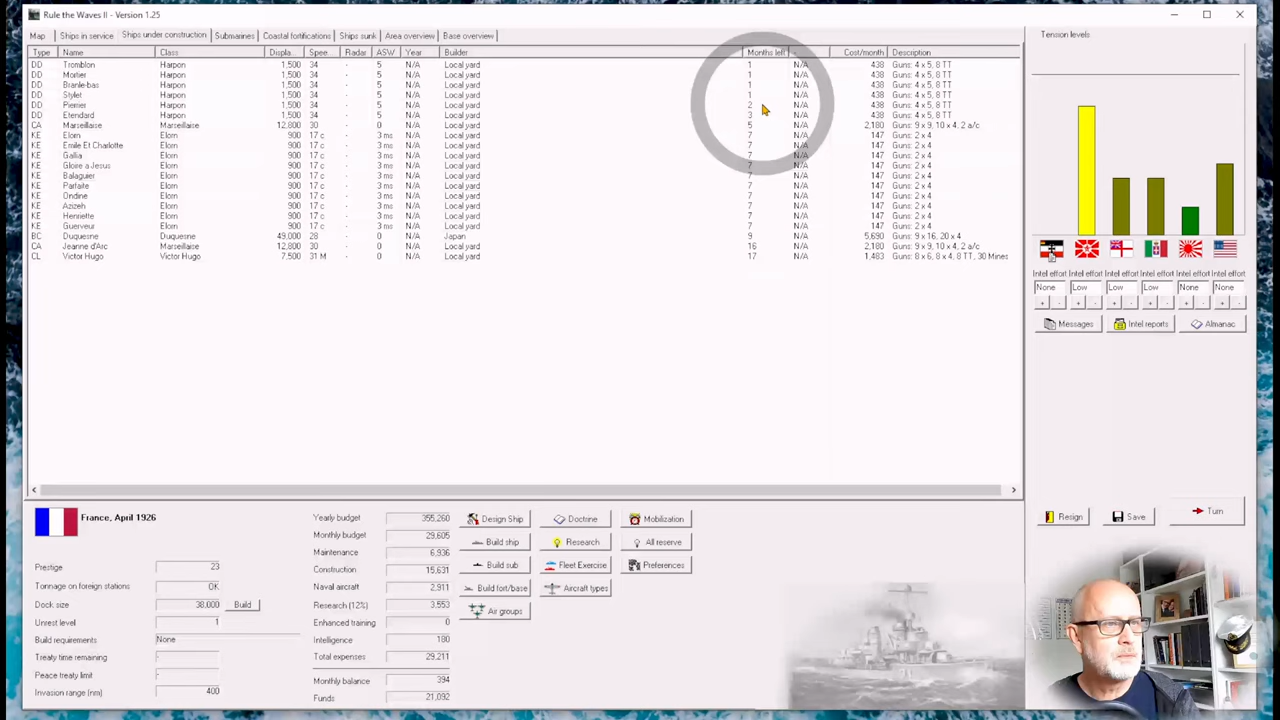 Rule the Waves II - Version 1.25
Map Ships in service Ships under construction Submarines Coastal fortifications Ships sunk Area overview Base overview
Type Name Class Displa... Spee... Radar ASW Year Builder Months left Cost/month Description
DD Tromblon Harpon 1,500 34 - 5 N/A Local yard 1 N/A 438 Guns: 4 x 5, 8 TT
DD Mortier Harpon 1,500 34 - 5 N/A Local yard 1 N/A 438 Guns: 4 x 5, 8 TT
DD Branle-bas Harpon 1,500 34 - 5 N/A Local yard 1 N/A 438 Guns: 4 x 5, 8 TT
DD Stylet Harpon 1,500 34 - 5 N/A Local yard 1 N/A 438 Guns: 4 x 5, 8 TT
DD Pierrier Harpon 1,500 34 - 5 N/A Local yard 2 N/A 438 Guns: 4 x 5, 8 TT
DD Etendard Harpon 1,500 34 - 5 N/A Local yard 3 N/A 438 Guns: 4 x 5, 8 TT
CA Marseillaise Marseillaise 12,800 30 - 0 N/A Local yard 5 N/A 2,180 Guns: 9 x 9, 10 x 4, 2 a/c
KE Elorn Elorn 900 17 c - 3 ms N/A Local yard 7 N/A 147 Guns: 2 x 4
KE Emile Et Charlotte Elorn 900 17 c - 3 ms N/A Local yard 7 N/A 147 Guns: 2 x 4
KE Gallia Elorn 900 17 c - 3 ms N/A Local yard 7 N/A 147 Guns: 2 x 4
KE Gloire a Jesus Elorn 900 17 c - 3 ms N/A Local yard 7 N/A 147 Guns: 2 x 4
KE Balaguier Elorn 900 17 c - 3 ms N/A Local yard 7 N/A 147 Guns: 2 x 4
KE Parfaite Elorn 900 17 c - 3 ms N/A Local yard 7 N/A 147 Guns: 2 x 4
KE Ondine Elorn 900 17 c - 3 ms N/A Local yard 7 N/A 147 Guns: 2 x 4
KE Azizeh Elorn 900 17 c - 3 ms N/A Local yard 7 N/A 147 Guns: 2 x 4
KE Henriette Elorn 900 17 c - 3 ms N/A Local yard 7 N/A 147 Guns: 2 x 4
KE Guerveur Elorn 900 17 c - 3 ms N/A Local yard 7 N/A 147 Guns: 2 x 4
BC Duquesne Duquesne 49,000 28 - 0 N/A Japan 9 N/A 5,690 Guns: 9 x 16, 20 x 4
CA Jeanne d'Arc Marseillaise 12,800 30 - 0 N/A Local yard 16 N/A 2,180 Guns: 9 x 9, 10 x 4, 2 a/c
CL Victor Hugo Victor Hugo 7,500 31 M - 0 N/A Local yard 17 N/A 1,483 Guns: 8 x 6, 8 x 4, 8 TT, 30 Mines
Tension levels
Intel effort Intel effort Intel effort Intel effort Intel effort Intel effort
None Low Low Low None None
+ - + - + - + - + - + -
Messages Intel reports Almanac
Resign Save Turn
France, April 1926
Prestige 23
Tonnage on foreign stations OK
Dock size 38,000 Build
Unrest level 1
Build requirements None
Treaty time remaining -
Peace treaty limit -
Invasion range (nm) 400
Yearly budget 355,260
Monthly budget 29,605
Maintenance 6,936
Construction 15,631
Naval aircraft 2,911
Research (12%) 3,553
Enhanced training 0
Intelligence 180
Total expenses 29,211
Monthly balance 394
Funds 21,092
Design Ship Doctrine Mobilization
Build ship Research All reserve
Build sub Fleet Exercise Preferences
Build fort/base Aircraft types
Air groups